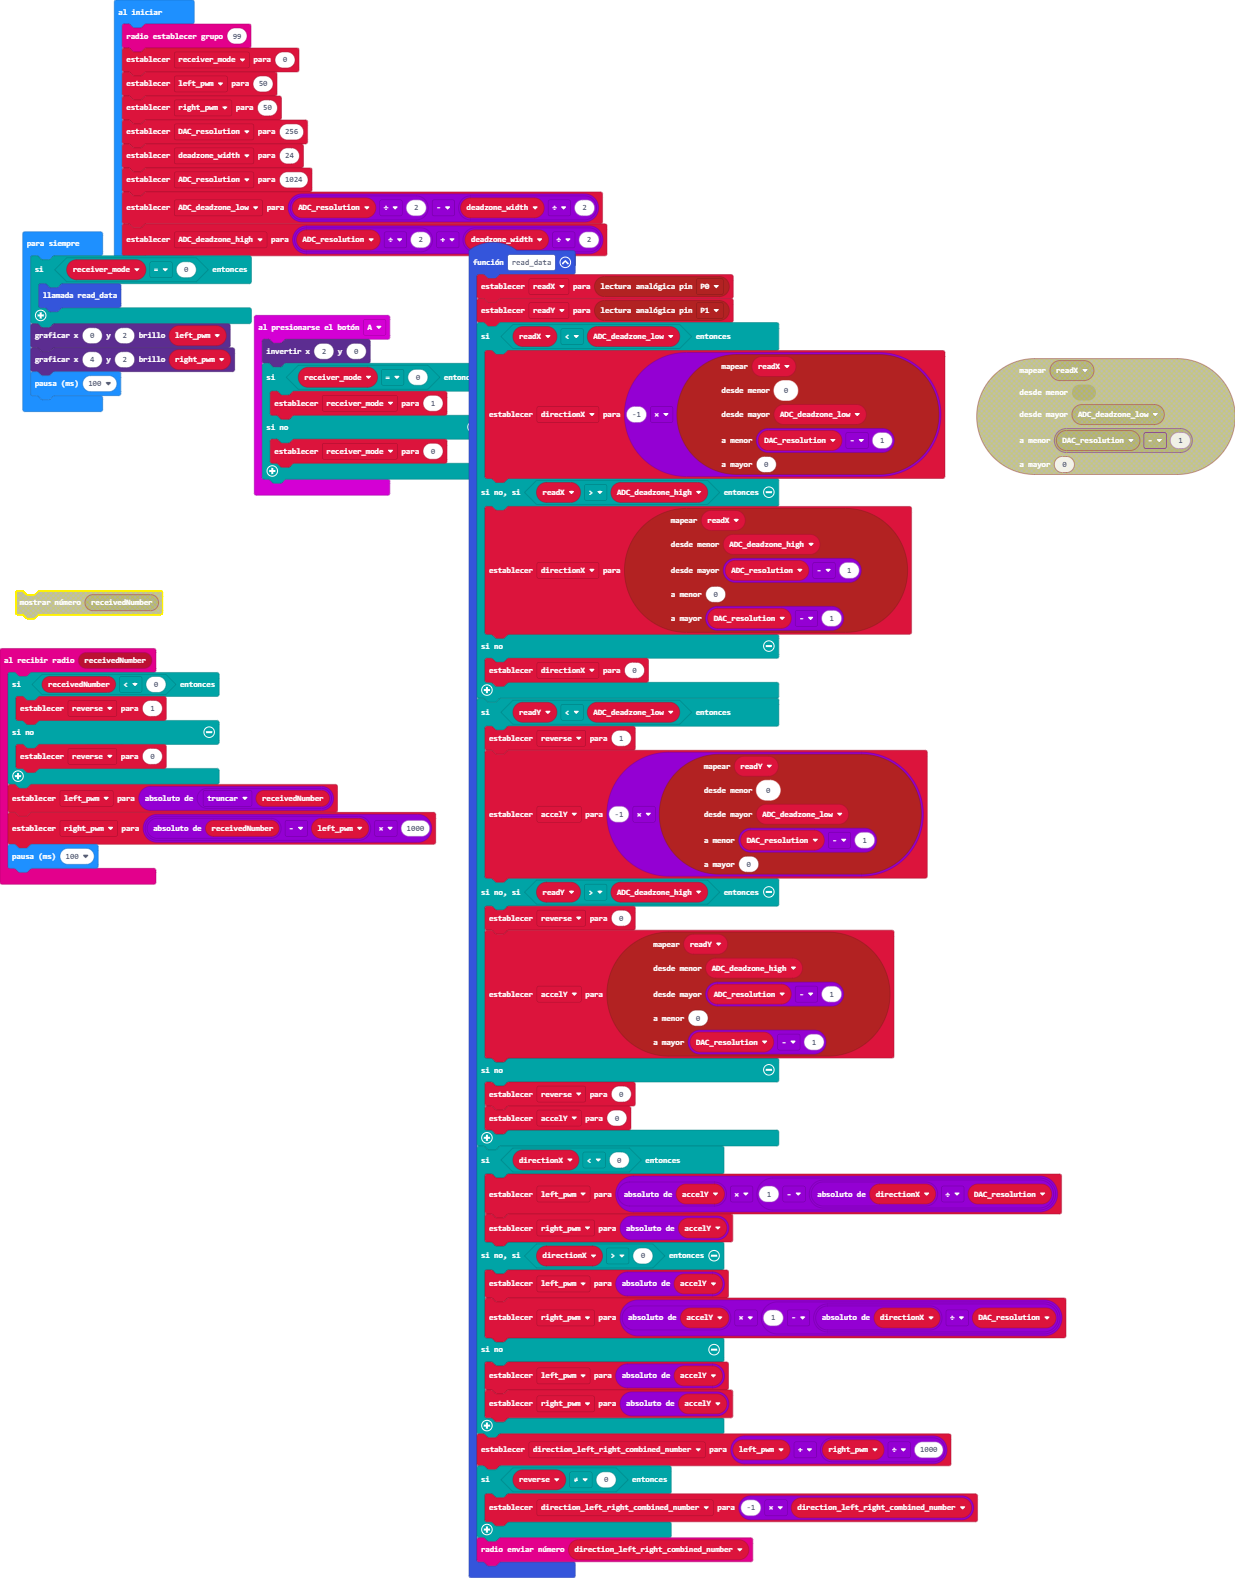 al iniciar
radio establecer grupo 99
establecer receiver_mode para 0
establecer left_pwm para 50
establecer right_pwm para 50
establecer DAC_resolution para 256
establecer deadzone_width para 24
establecer ADC_resolution para 1024
establecer ADC_deadzone_low para ADC_resolution ÷ 2 - deadzone_width ÷ 2
establecer ADC_deadzone_high para ADC_resolution ÷ 2 + deadzone_width ÷ 2
para siempre
si receiver_mode = 0 entonces
llamada read_data
graficar x 0 y 2 brillo left_pwm
graficar x 4 y 2 brillo right_pwm
pausa (ms) 100
al presionarse el botón A
invertir x 2 y 0
si receiver_mode = 0 entonc
establecer receiver_mode para 1
si no
establecer receiver_mode para 0
mostrar número receivedNumber
al recibir radio receivedNumber
si receivedNumber < 0 entonces
establecer reverse para 1
si no
establecer reverse para 0
establecer left_pwm para absoluto de truncar receivedNumber
establecer right_pwm para absoluto de receivedNumber - left_pwm × 1000
pausa (ms) 100
función read_data
establecer readX para lectura analógica pin P0
establecer readY para lectura analógica pin P1
si readX < ADC_deadzone_low entonces
establecer directionX para -1 ×
mapear readX
desde menor 0
desde mayor ADC_deadzone_low
a menor DAC_resolution - 1
a mayor 0
si no, si readX > ADC_deadzone_high entonces
establecer directionX para
mapear readX
desde menor ADC_deadzone_high
desde mayor ADC_resolution - 1
a menor 0
a mayor DAC_resolution - 1
si no
establecer directionX para 0
si readY < ADC_deadzone_low entonces
establecer reverse para 1
establecer accelY para -1 ×
mapear readY
desde menor 0
desde mayor ADC_deadzone_low
a menor DAC_resolution - 1
a mayor 0
si no, si readY > ADC_deadzone_high entonces
establecer reverse para 0
establecer accelY para
mapear readY
desde menor ADC_deadzone_high
desde mayor ADC_resolution - 1
a menor 0
a mayor DAC_resolution - 1
si no
establecer reverse para 0
establecer accelY para 0
si directionX < 0 entonces
establecer left_pwm para absoluto de accelY × 1 - absoluto de directionX ÷ DAC_resolution
establecer right_pwm para absoluto de accelY
si no, si directionX > 0 entonces
establecer left_pwm para absoluto de accelY
establecer right_pwm para absoluto de accelY × 1 - absoluto de directionX ÷ DAC_resolution
si no
establecer left_pwm para absoluto de accelY
establecer right_pwm para absoluto de accelY
establecer direction_left_right_combined_number para left_pwm + right_pwm ÷ 1000
si reverse ≠ 0 entonces
establecer direction_left_right_combined_number para -1 × direction_left_right_combined_number
radio enviar número direction_left_right_combined_number
mapear readX
desde menor
desde mayor ADC_deadzone_low
a menor DAC_resolution - 1
a mayor 0